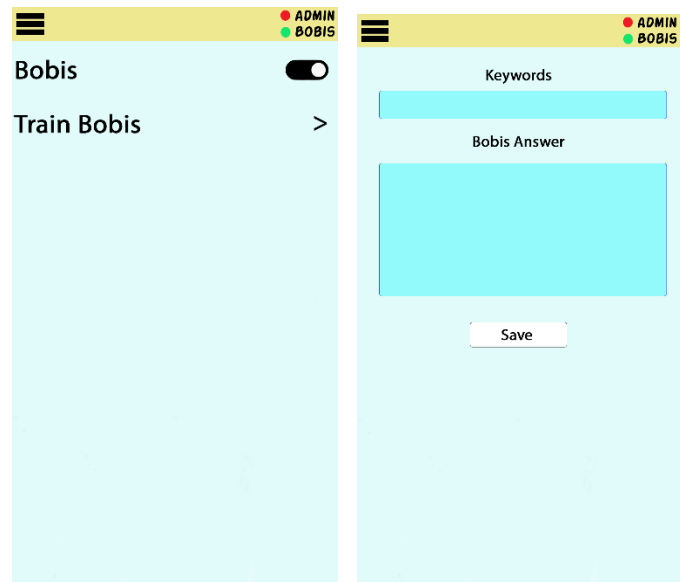 ADMIN
BOBIS
Bobis
Train Bobis >
ADMIN
BOBIS
Keywords
Bobis Answer
Save